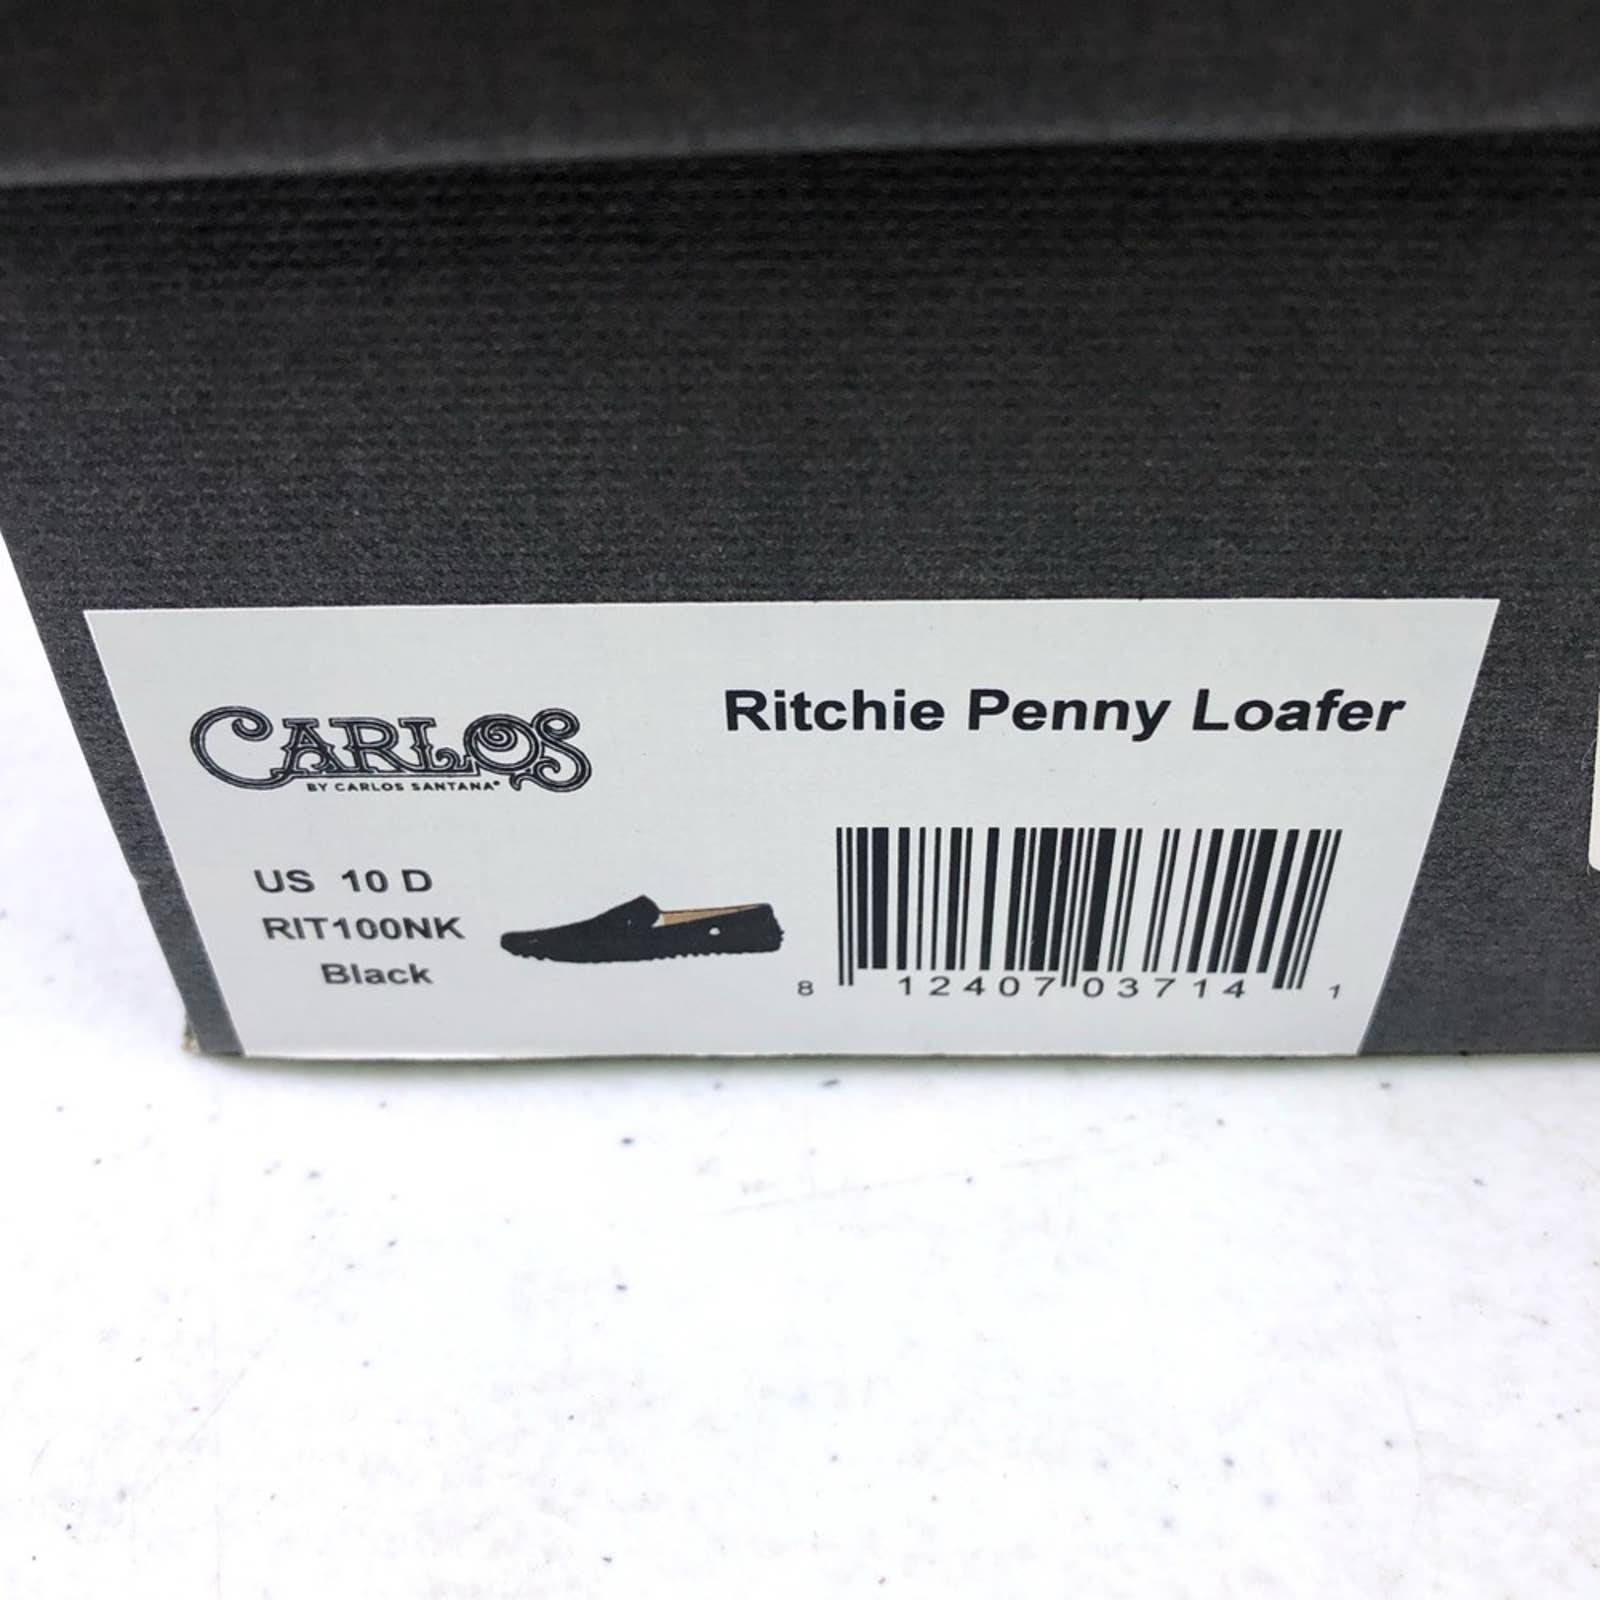 CARLOS
BY CARLOS SANTANA®
Ritchie Penny Loafer
US 10 D
RIT100NK
Black
8 12407 03714 1